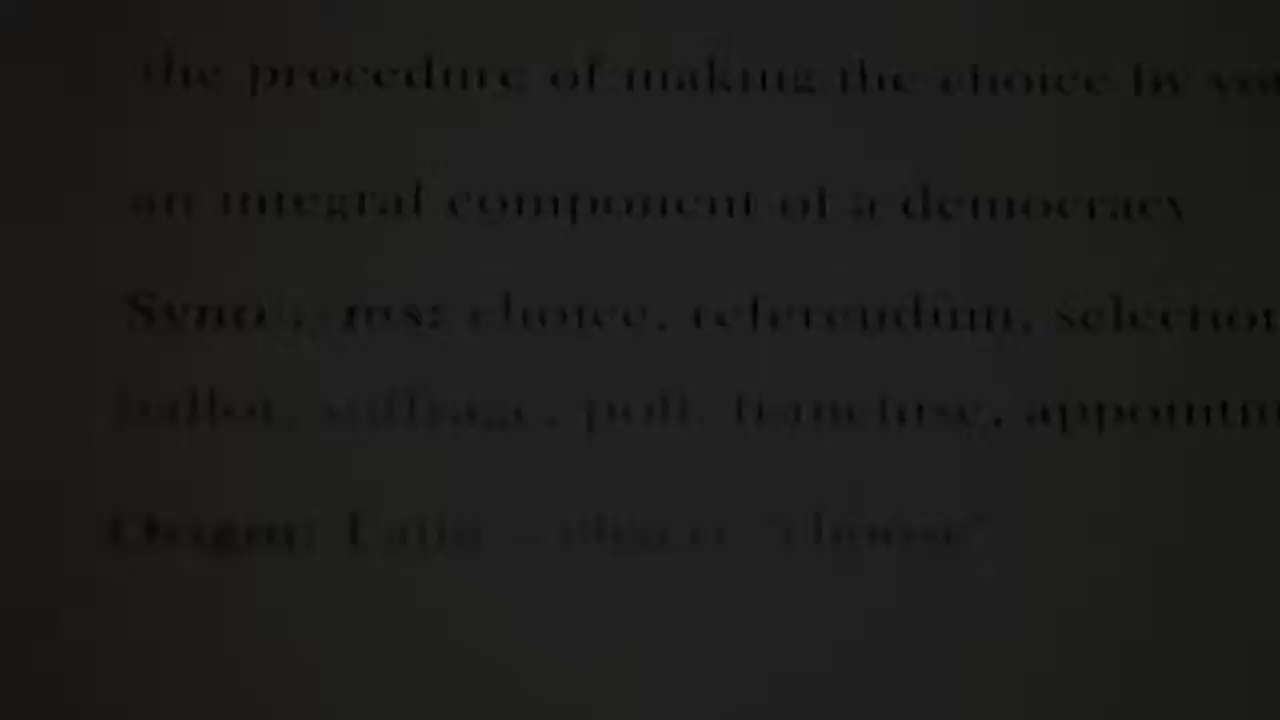 the procedure of making the choice by
an integral component of a democracy
Synonyms: choice, referendum, selection
ballot, suffrage, poll, franchise,
Origin: Latin "choose"